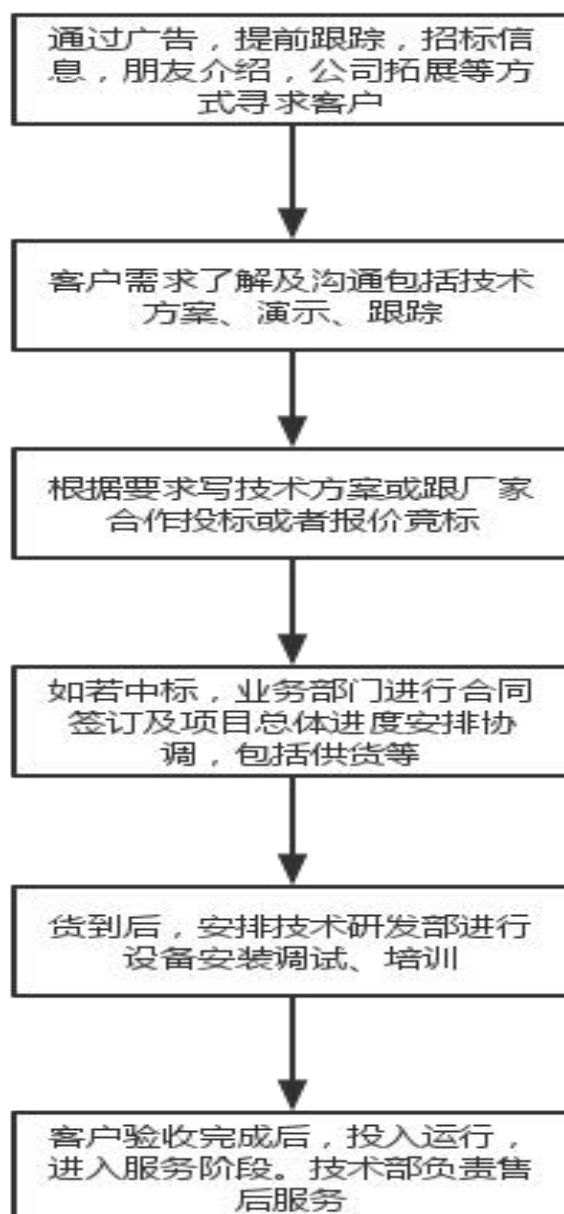 通过广告，提前跟踪，招标信
息，朋友介绍，公司拓展等方
式寻求客户
客户需求了解及沟通包括技术
方案、演示、跟踪
根据要求写技术方案或跟厂家
合作投标或者报价竞标
如若中标，业务部门进行合同
签订及项目总体进度安排协
调，包括供货等
货到后，安排技术研发部进行
设备安装调试、培训
客户验收完成后，投入运行，
进入服务阶段。技术部负责售
后服务